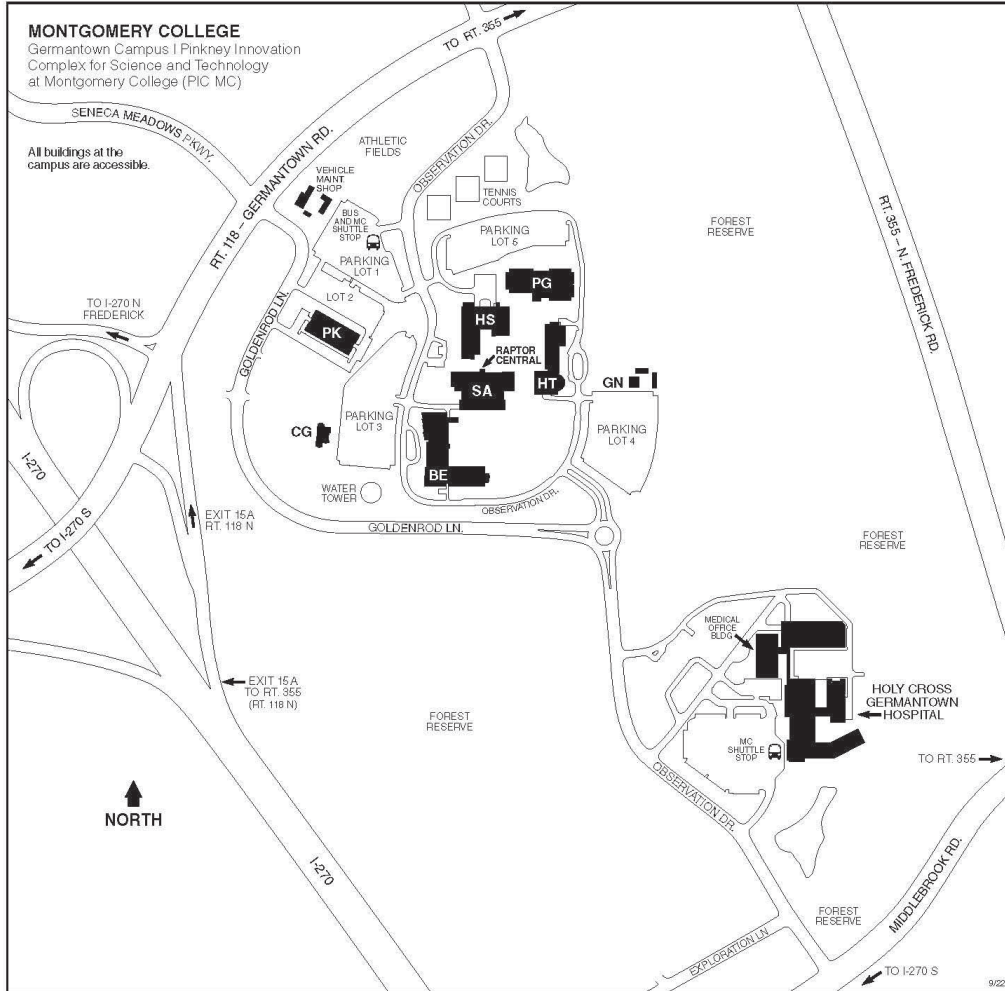 MONTGOMERY COLLEGE
Germantown Campus | Pinkney Innovation
Complex for Science and Technology
at Montgomery College (PIC MC)
TO RT. 355
SENECA MEADOWS PKWY.
All buildings at the
campus are accessible.
RT. 118 – GERMANTOWN RD.
ATHLETIC
FIELDS
OBSERVATION DR.
VEHICLE
MAINT.
SHOP
TENNIS
COURTS
BUS
AND MC
SHUTTLE
STOP
PARKING
LOT 1
PARKING
LOT 5
FOREST
RESERVE
RT. 355 – N. FREDERICK RD.
LOT 2
PG
TO I-270 N
FREDERICK
GOLDENROD LN.
PK
HS
RAPTOR
CENTRAL
SA
HT
GN
PARKING
LOT 3
CG
PARKING
LOT 4
BE
I-270
WATER
TOWER
OBSERVATION DR.
EXIT 15A
RT. 118 N
GOLDENROD LN.
TO I-270 S
FOREST
RESERVE
MEDICAL
OFFICE
BLDG
EXIT 15A
TO RT. 355
(RT. 118 N)
HOLY CROSS
GERMANTOWN
HOSPITAL
FOREST
RESERVE
MC
SHUTTLE
STOP
TO RT. 355
OBSERVATION DR.
NORTH
I-270
MIDDLEBROOK RD.
FOREST
RESERVE
EXPLORATION LN
TO I-270 S